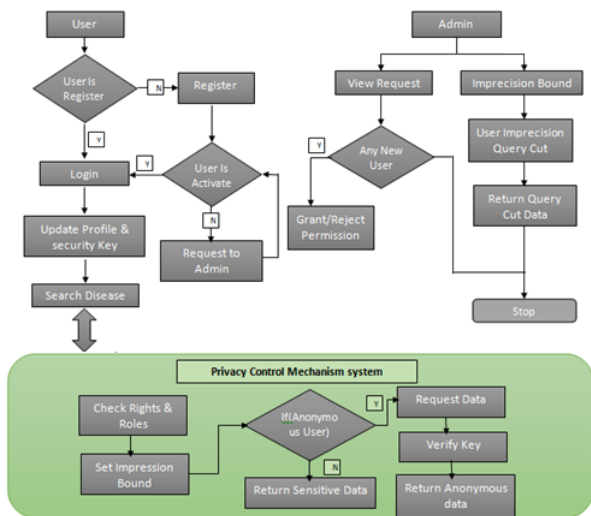 User
User Is
Register
N
Register
Y
Login
Y
User Is
Activate
N
Update Profile &
security Key
Request to
Admin
Search Disease
Admin
View Request
Imprecision Bound
Y
Any New
User
User Imprecision
Query Cut
Grant/Reject
Permission
Return Query
Cut Data
Stop
Privacy Control Mechanism system
Check Rights &
Roles
Set Impression
Bound
If(Anonymo
us User)
Y
N
Request Data
Verify Key
Return Sensitive Data
Return Anonymous
data